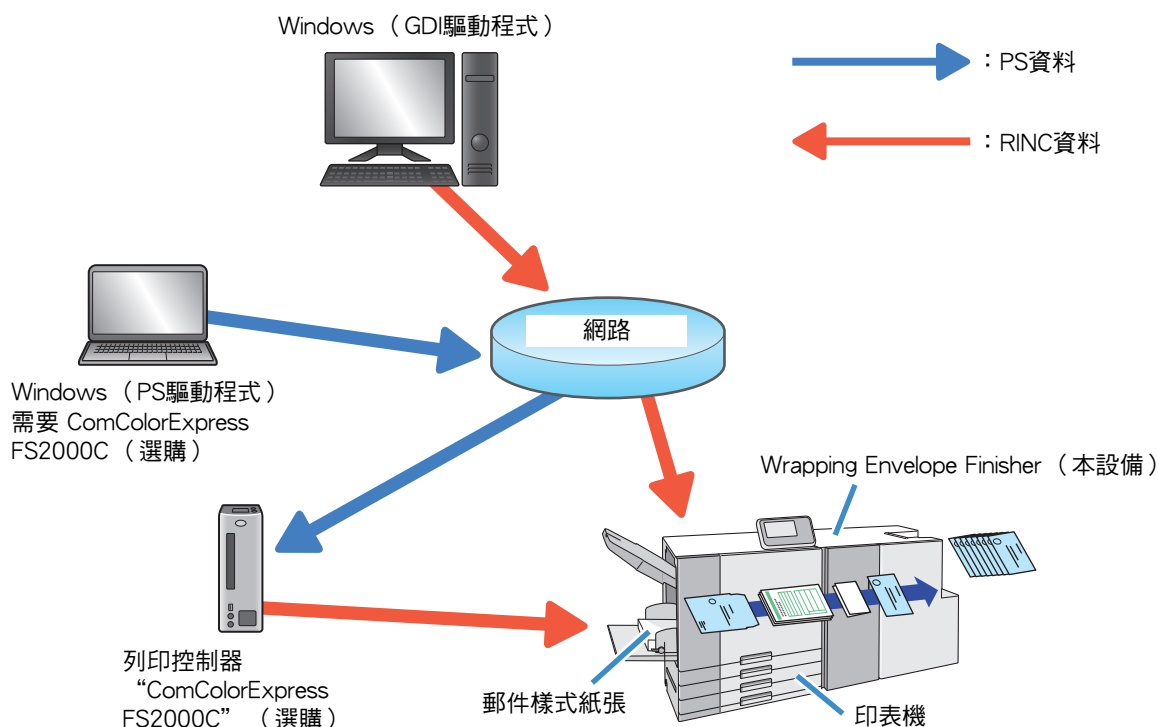 Windows（GDI驅動程式）
：PS資料
：RINC資料
網路
Windows（PS驅動程式）
需要 ComColorExpress
FS2000C（選購）
Wrapping Envelope Finisher（本設備）
列印控制器
“ComColorExpress
FS2000C”（選購）
郵件樣式紙張
印表機